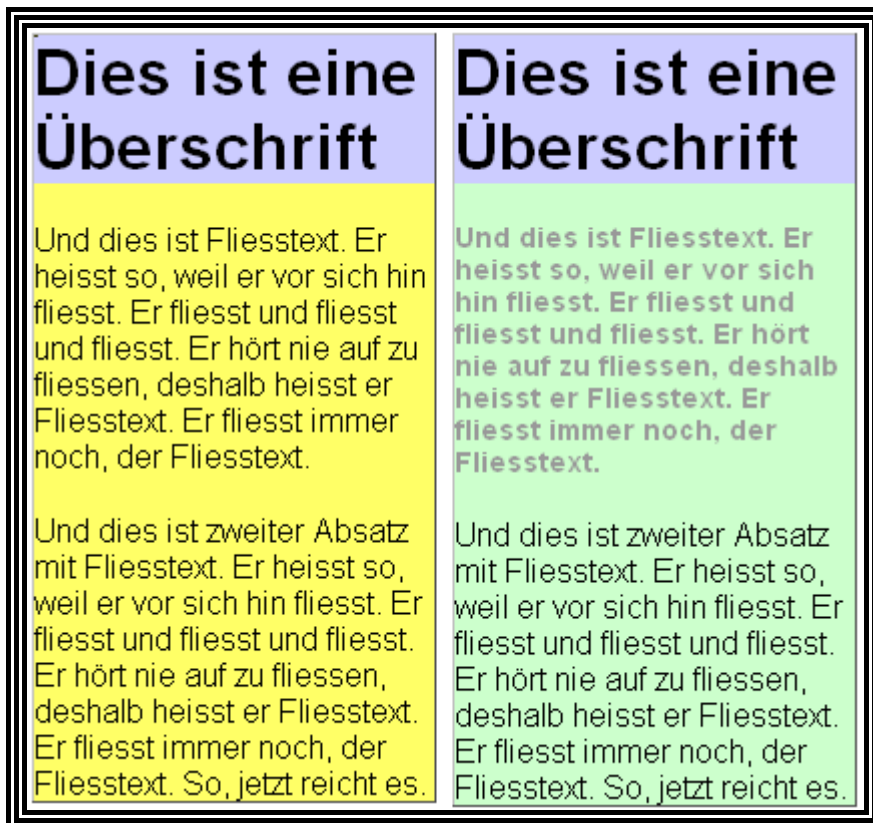 Dies ist eine
Überschrift
Und dies ist Fliesstext. Er
heisst so, weil er vor sich hin
fliesst. Er fliesst und fliesst
und fliesst. Er hört nie auf zu
fliessen, deshalb heisst er
Fliesstext. Er fliesst immer
noch, der Fliesstext.
Und dies ist zweiter Absatz
mit Fliesstext. Er heisst so,
weil er vor sich hin fliesst. Er
fliesst und fliesst und fliesst.
Er hört nie auf zu fliessen,
deshalb heisst er Fliesstext.
Er fliesst immer noch, der
Fliesstext. So, jetzt reicht es.
Dies ist eine
Überschrift
Und dies ist Fliesstext. Er
heisst so, weil er vor sich
hin fliesst. Er fliesst und
fliesst und fliesst. Er hört
nie auf zu fliessen, deshalb
heisst er Fliesstext. Er
fliesst immer noch, der
Fliesstext.
Und dies ist zweiter Absatz
mit Fliesstext. Er heisst so,
weil er vor sich hin fliesst. Er
fliesst und fliesst und fliesst.
Er hört nie auf zu fliessen,
deshalb heisst er Fliesstext.
Er fliesst immer noch, der
Fliesstext. So, jetzt reicht es.